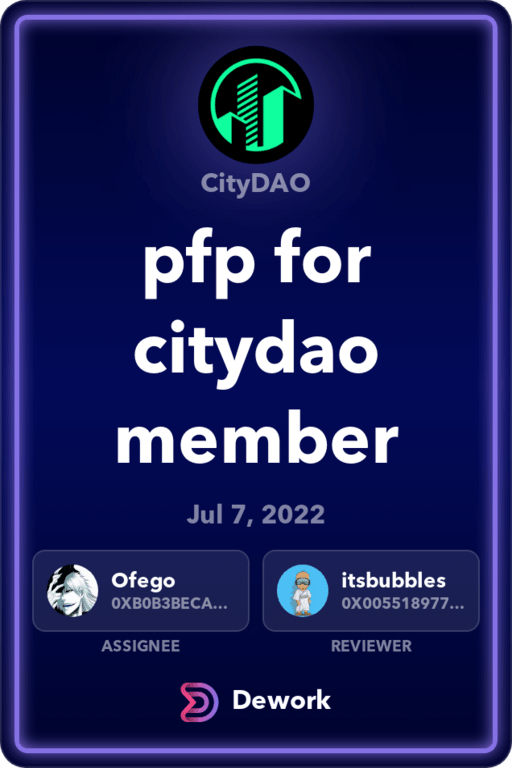 CityDAO
pfp for
citydao
member
Jul 7, 2022
Ofego
0XB0B3BECA...
ASSIGNEE
itsbubbles
0X005518977...
REVIEWER
Dework